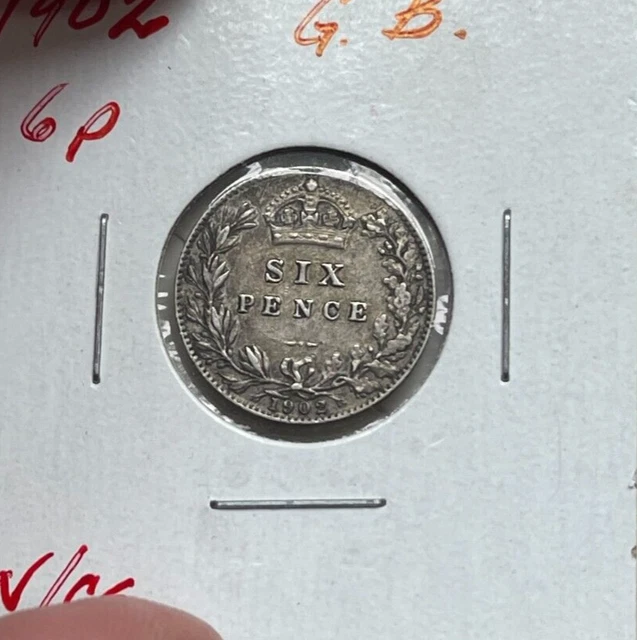 1902
G. B.
6p
SIX
PENCE
1902